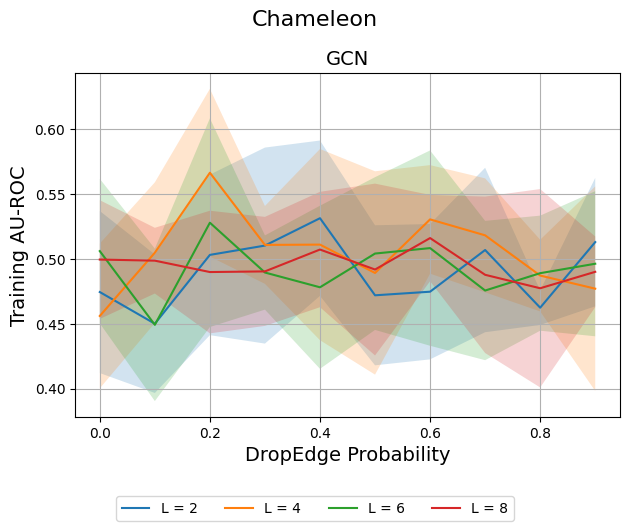 Chameleon
GCN
Training AU-ROC
0.60
0.55
0.50
0.45
0.40
0.0 0.2 0.4 0.6 0.8
DropEdge Probability
L = 2 L = 4 L = 6 L = 8